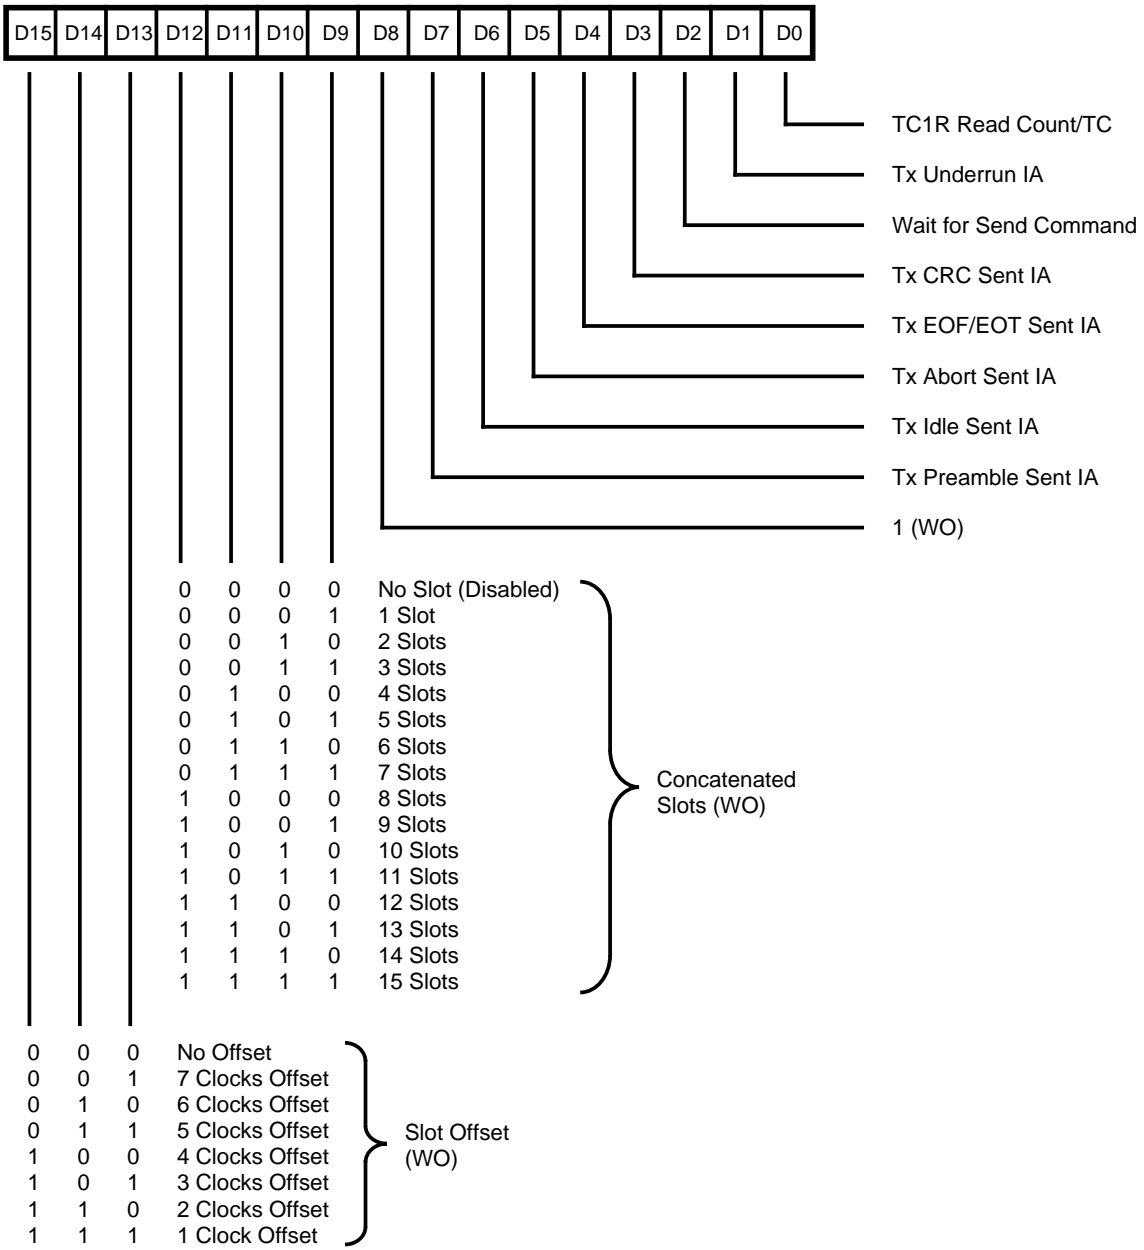 D15 D14 D13 D12 D11 D10 D9 D8 D7 D6 D5 D4 D3 D2 D1 D0
TC1R Read Count/TC
Tx Underrun IA
Wait for Send Command
Tx CRC Sent IA
Tx EOF/EOT Sent IA
Tx Abort Sent IA
Tx Idle Sent IA
Tx Preamble Sent IA
1 (WO)
0 0 0 0 No Slot (Disabled)
0 0 0 1 1 Slot
0 0 1 0 2 Slots
0 0 1 1 3 Slots
0 1 0 0 4 Slots
0 1 0 1 5 Slots
0 1 1 0 6 Slots
0 1 1 1 7 Slots
1 0 0 0 8 Slots
1 0 0 1 9 Slots
1 0 1 0 10 Slots
1 0 1 1 11 Slots
1 1 0 0 12 Slots
1 1 0 1 13 Slots
1 1 1 0 14 Slots
1 1 1 1 15 Slots
Concatenated
Slots (WO)
0 0 0 No Offset
0 0 1 7 Clocks Offset
0 1 0 6 Clocks Offset
0 1 1 5 Clocks Offset
1 0 0 4 Clocks Offset
1 0 1 3 Clocks Offset
1 1 0 2 Clocks Offset
1 1 1 1 Clock Offset
Slot Offset
(WO)